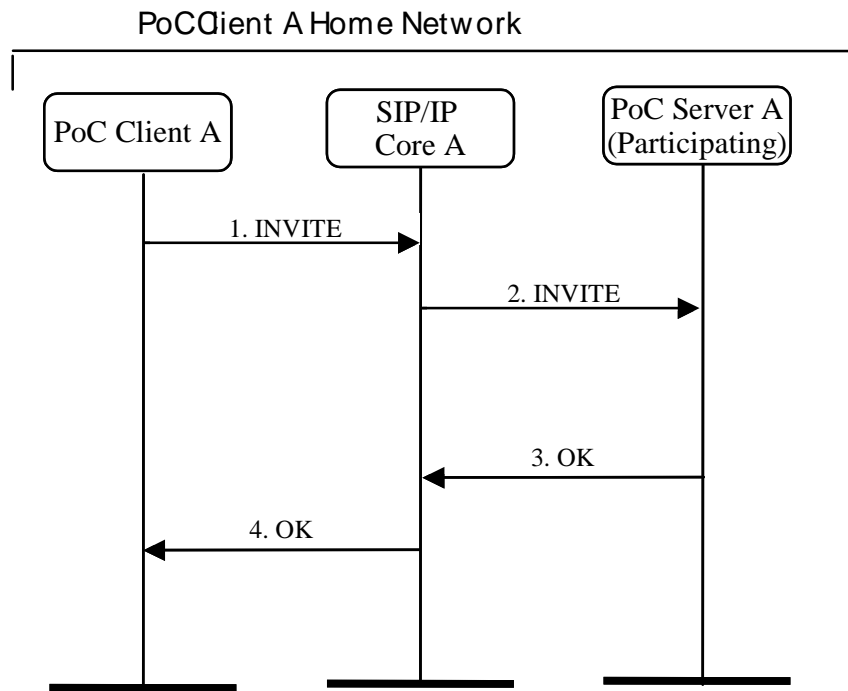 PoCClient A Home Network
PoC Client A
SIP/IP
Core A
PoC Server A
(Participating)
1. INVITE
2. INVITE
3. OK
4. OK